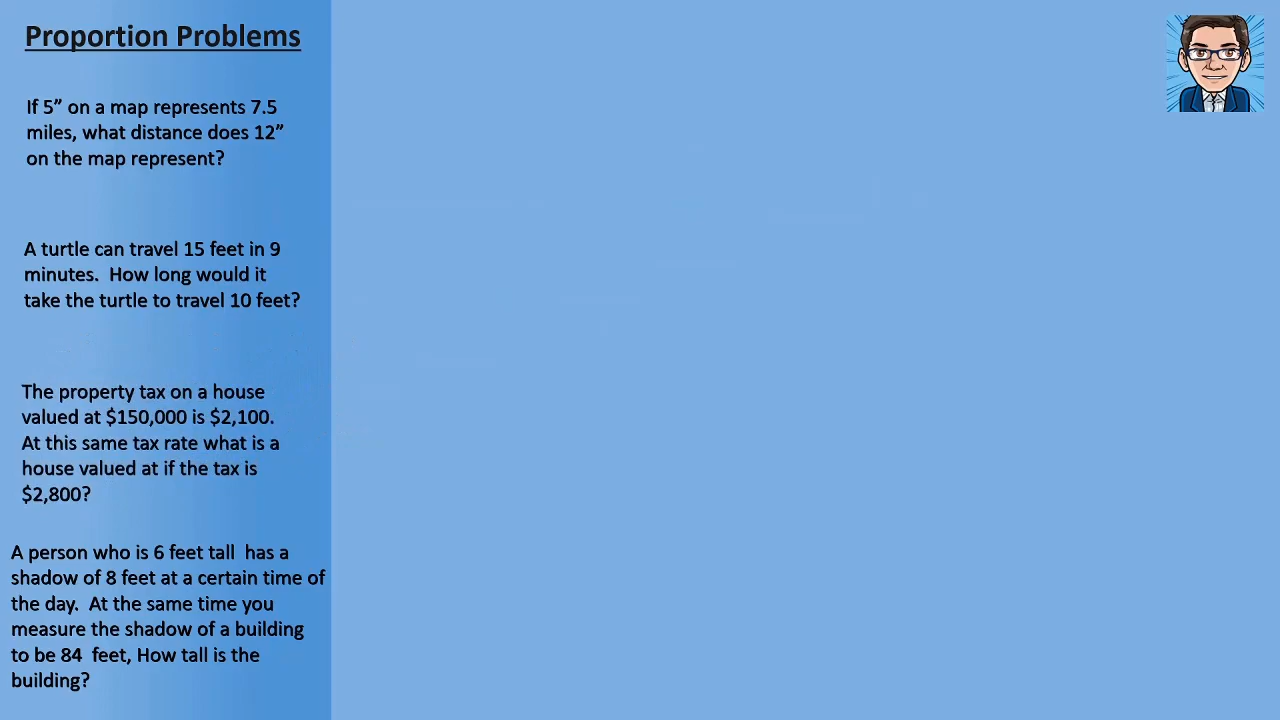 Proportion Problems
If 5” on a map represents 7.5
miles, what distance does 12”
on the map represent?
A turtle can travel 15 feet in 9
minutes.  How long would it
take the turtle to travel 10 feet?
The property tax on a house
valued at $150,000 is $2,100.
At this same tax rate what is a
house valued at if the tax is
$2,800?
A person who is 6 feet tall  has a
shadow of 8 feet at a certain time of
the day.  At the same time you
measure the shadow of a building
to be 84  feet, How tall is the
building?